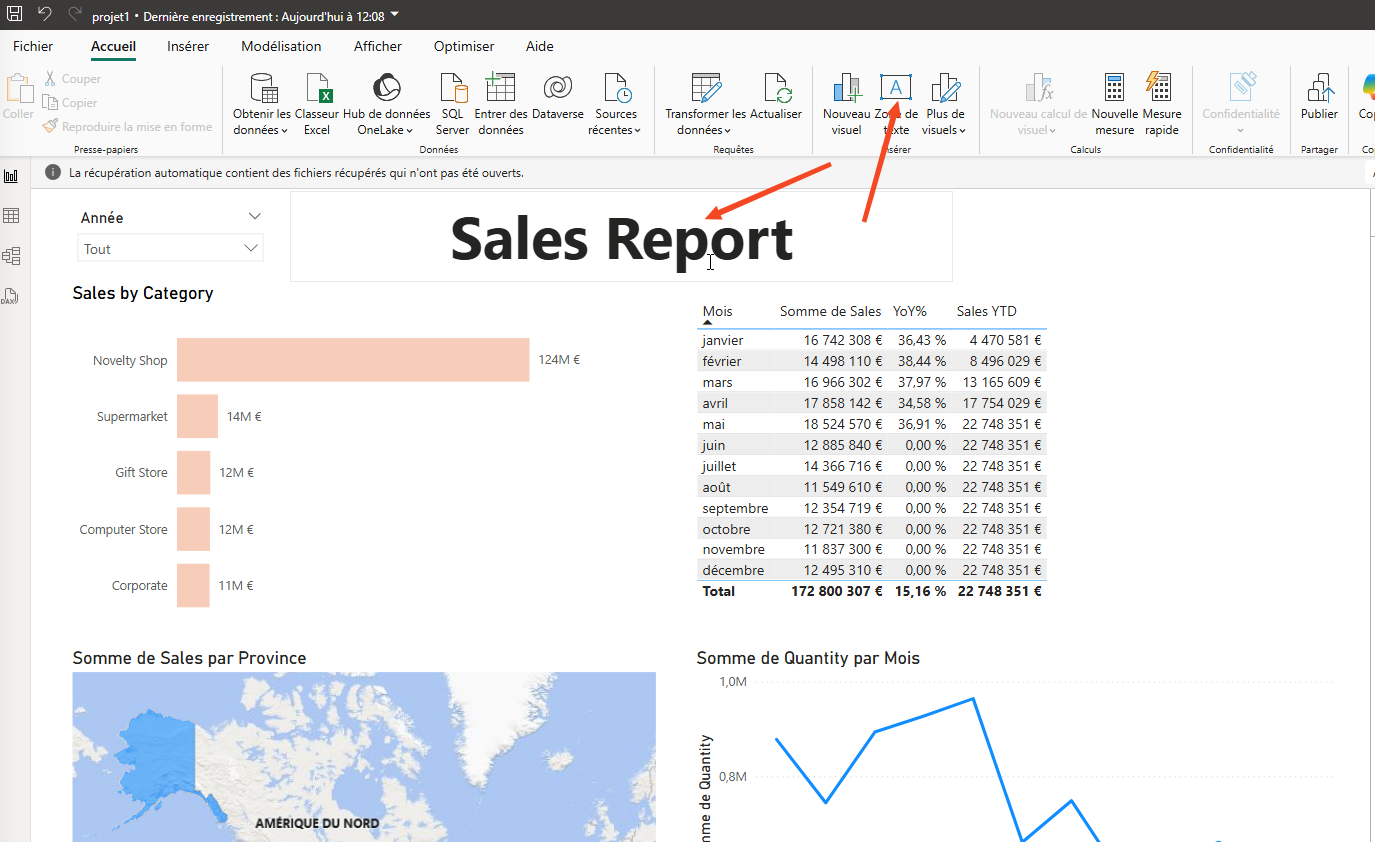 projet1 • Dernière enregistrement : Aujourd'hui à 12:08
Fichier Accueil Insérer Modélisation Afficher Optimiser Aide
Coller
Couper
Copier
Reproduire la mise en forme
Presse-papiers
Obtenir les données
Classeur Excel
Hub de données OneLake
SQL Server
Entrer des données
Dataverse
Sources récentes
Données
Transformer les données
Actualiser
Requêtes
Nouveau visuel
A
Zone de texte
Plus de visuels
Insérer
Nouveau calcul de visuel
Nouvelle mesure
Mesure rapide
Calculs
Confidentialité
Confidentialité
Publier
Partager
La récupération automatique contient des fichiers récupérés qui n'ont pas été ouverts.
DAX
Année
Tout
Sales Report
Sales by Category
Novelty Shop 124M €
Supermarket 14M €
Gift Store 12M €
Computer Store 12M €
Corporate 11M €
Mois Somme de Sales YoY% Sales YTD
janvier 16 742 308 € 36,43 % 4 470 581 €
février 14 498 110 € 38,44 % 8 496 029 €
mars 16 966 302 € 37,97 % 13 165 609 €
avril 17 858 142 € 34,58 % 17 754 029 €
mai 18 524 570 € 36,91 % 22 748 351 €
juin 12 885 840 € 0,00 % 22 748 351 €
juillet 14 366 716 € 0,00 % 22 748 351 €
août 11 549 610 € 0,00 % 22 748 351 €
septembre 12 354 719 € 0,00 % 22 748 351 €
octobre 12 721 380 € 0,00 % 22 748 351 €
novembre 11 837 300 € 0,00 % 22 748 351 €
décembre 12 495 310 € 0,00 % 22 748 351 €
Total 172 800 307 € 15,16 % 22 748 351 €
Somme de Sales par Province
AMÉRIQUE DU NORD
Somme de Quantity par Mois
1,0M
0,8M
mme de Quantity